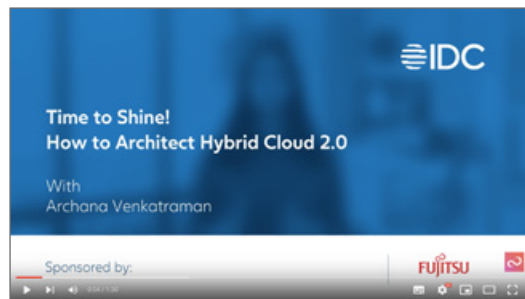 IDC
Time to Shine!
How to Architect Hybrid Cloud 2.0
With
Archana Venkatraman
Sponsored by:
FUJITSU